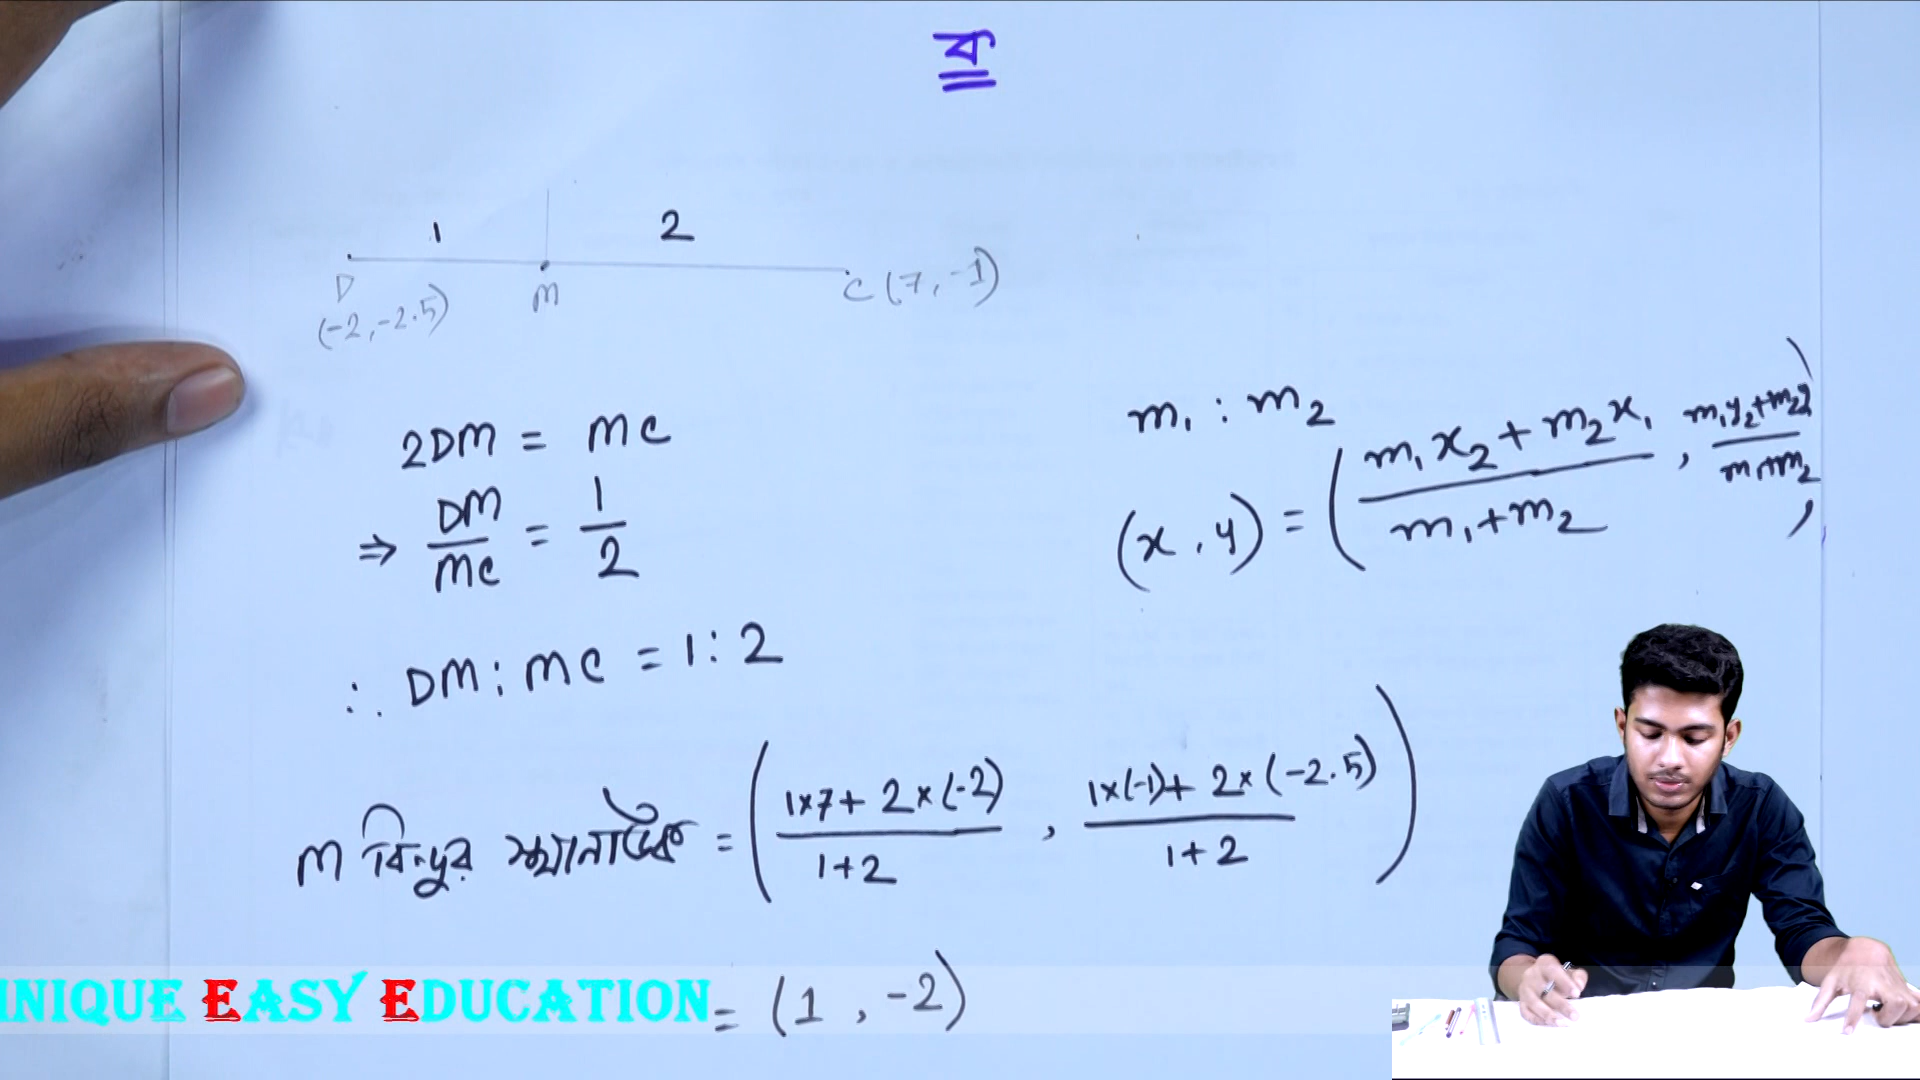 ক
1 2
D M C (7, -1)
(-2, -2.5)
2DM = MC
⇒ DM/MC = 1/2
∴ DM : MC = 1 : 2
m₁ : m₂
(x, y) = ( (m₁x₂ + m₂x₁)/(m₁+m₂) , (m₁y₂+m₂y)/(m₁+m₂) )
M বিন্দুর স্থানাঙ্ক = ( (1×7 + 2×(-2))/(1+2) , (1×(-1) + 2×(-2.5))/(1+2) )
= (1, -2)
NIQUE EASY EDUCATION